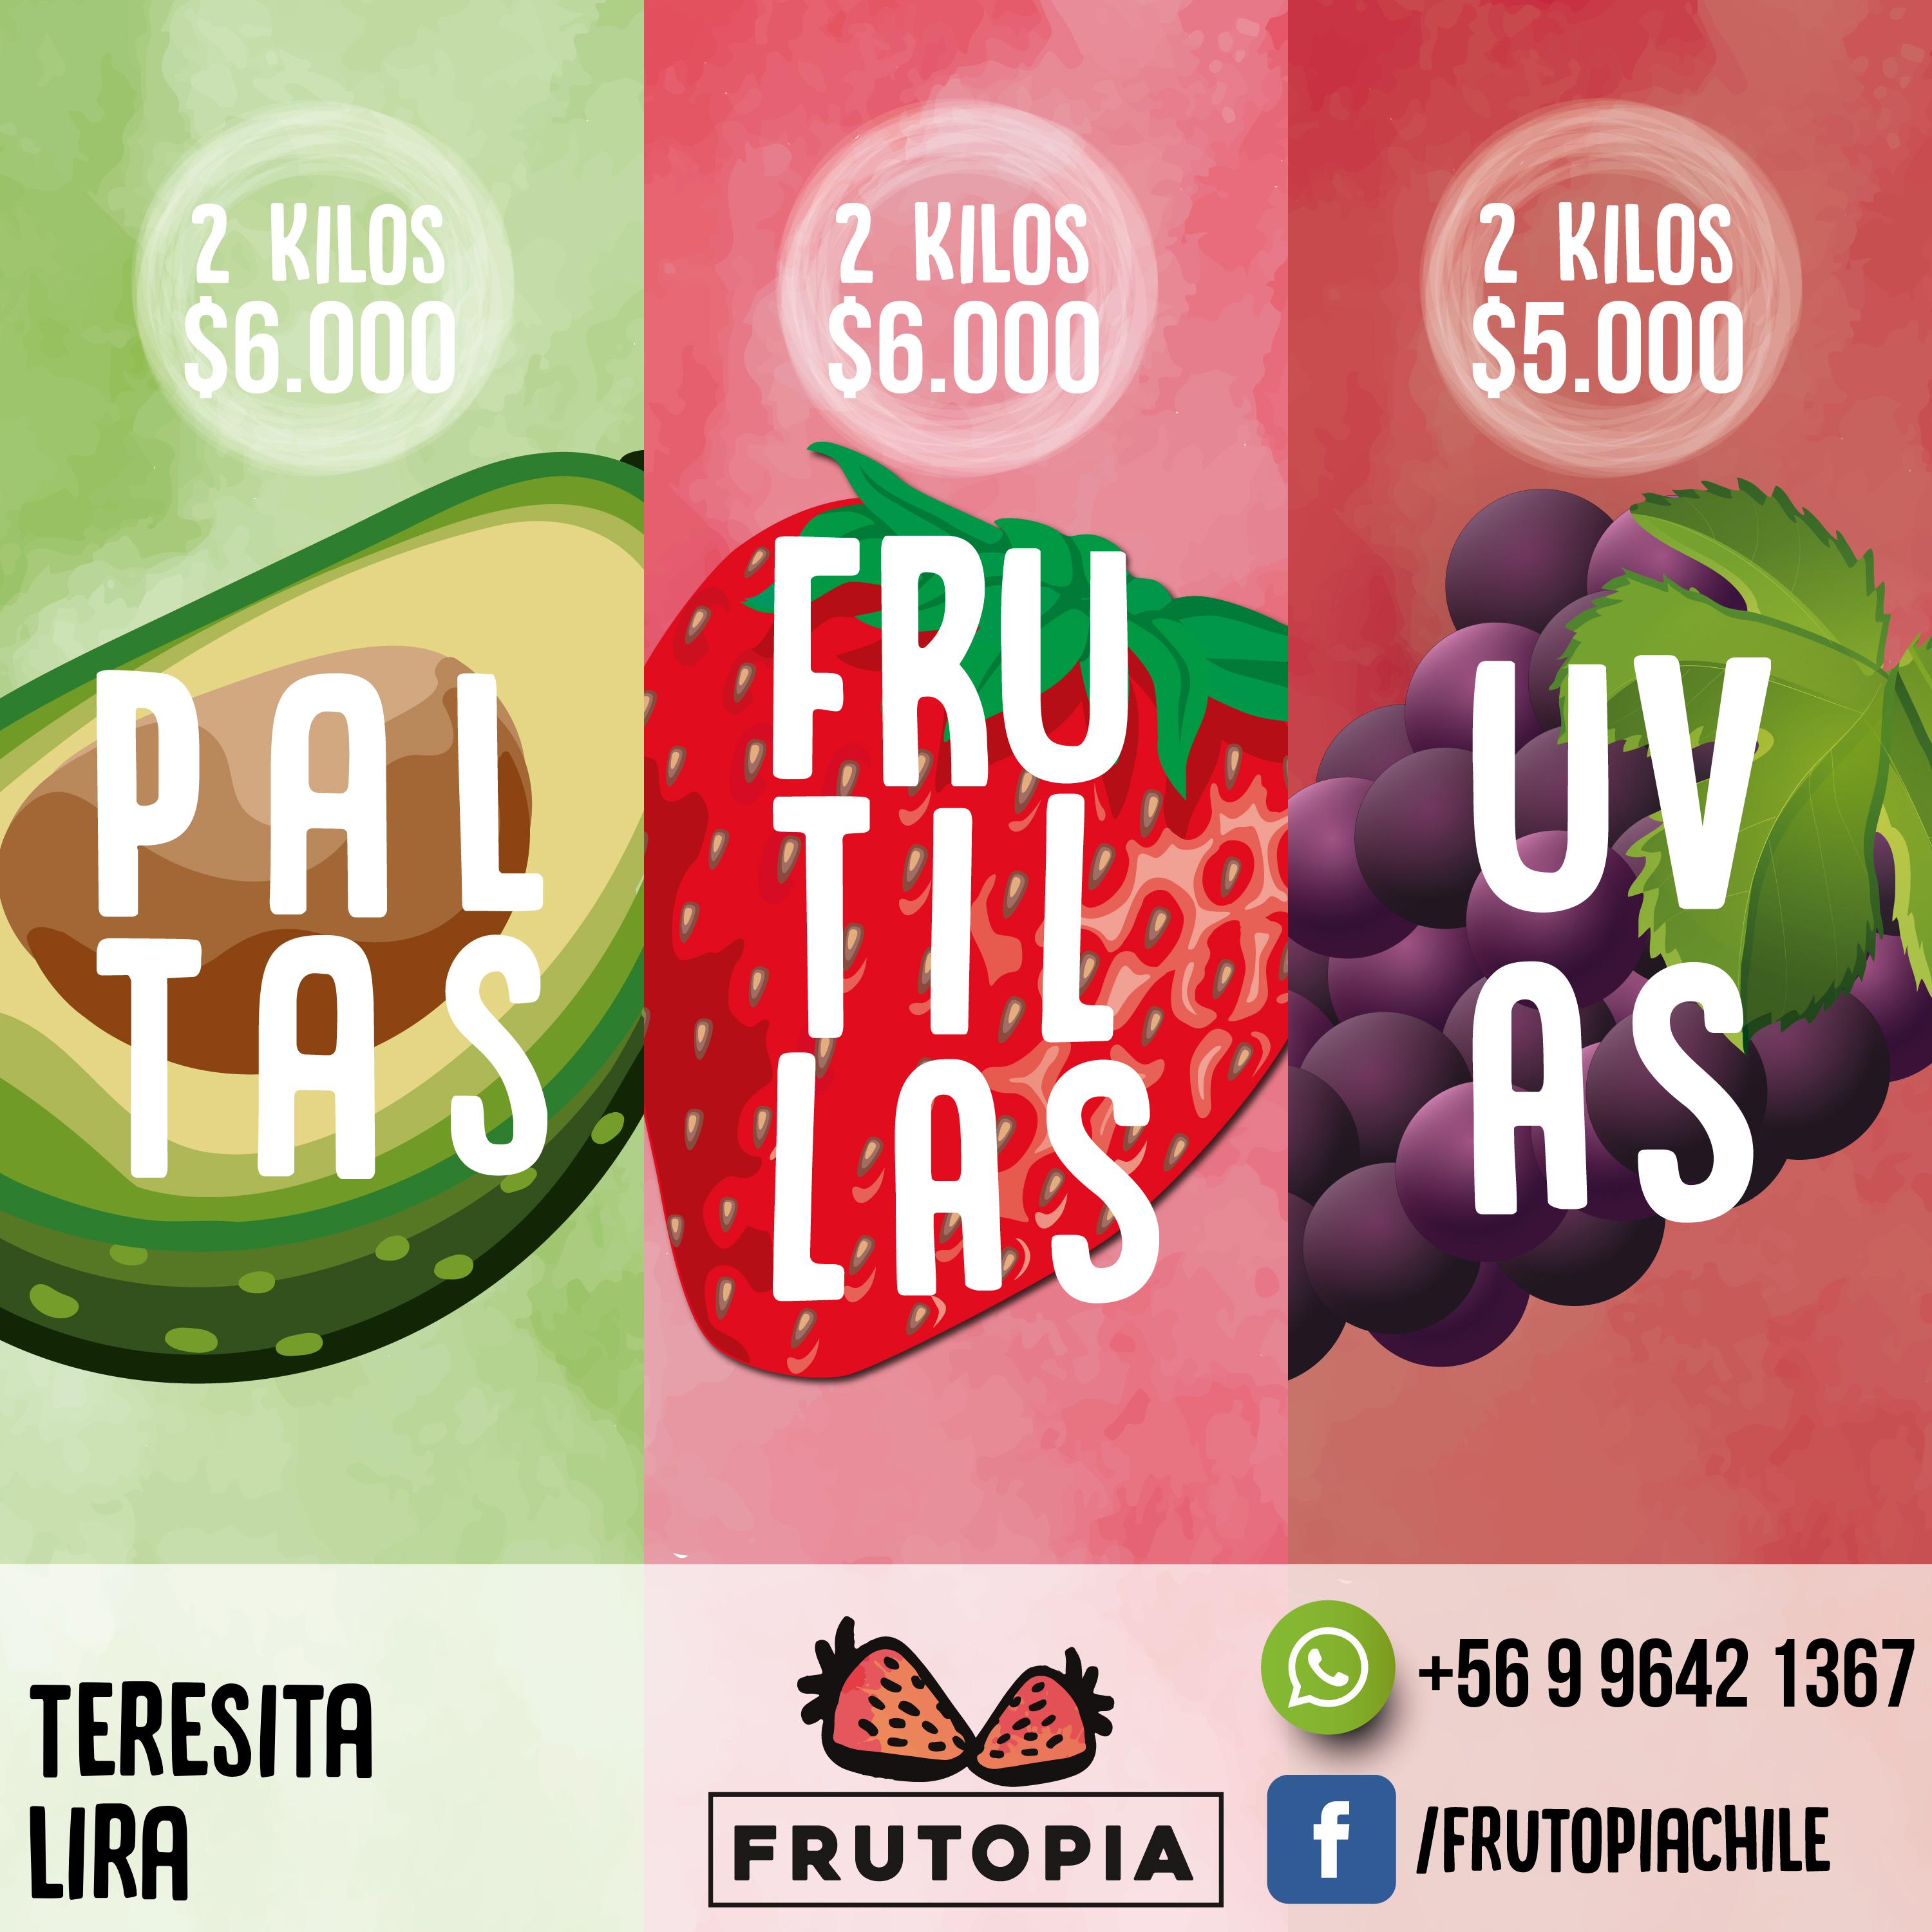 2 KILOS
$6.000
PAL
TAS
2 KILOS
$6.000
FRU
TIL
LAS
2 KILOS
$5.000
UV
AS
TERESITA
LIRA
FRUTOPIA
+56 9 9642 1367
f /FRUTOPIACHILE